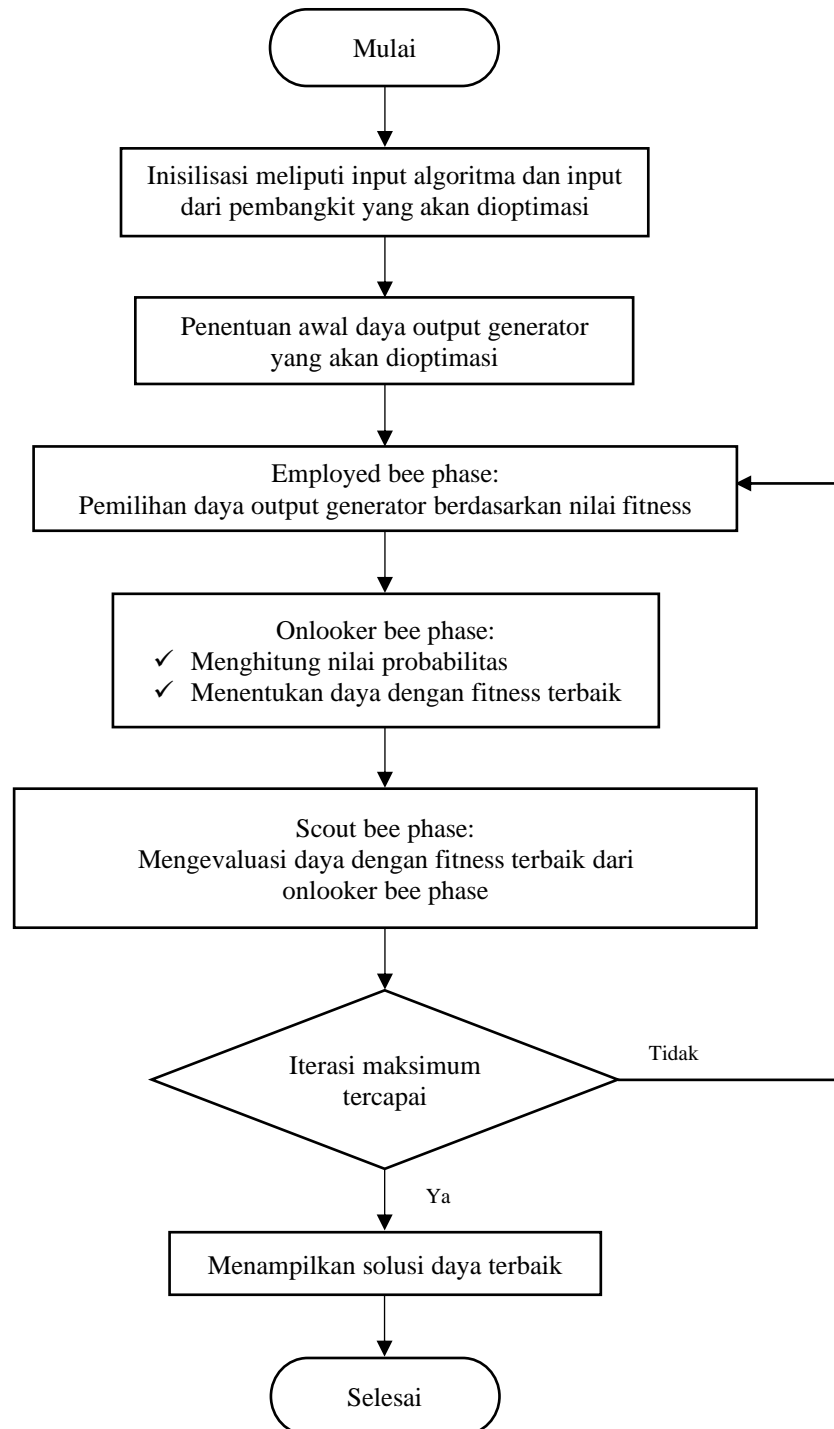 Mulai
Inisilisasi meliputi input algoritma dan input
dari pembangkit yang akan dioptimasi
Penentuan awal daya output generator
yang akan dioptimasi
Employed bee phase:
Pemilihan daya output generator berdasarkan nilai fitness
Onlooker bee phase:
✓ Menghitung nilai probabilitas
✓ Menentukan daya dengan fitness terbaik
Scout bee phase:
Mengevaluasi daya dengan fitness terbaik dari
onlooker bee phase
Iterasi maksimum
tercapai
Tidak
Ya
Menampilkan solusi daya terbaik
Selesai